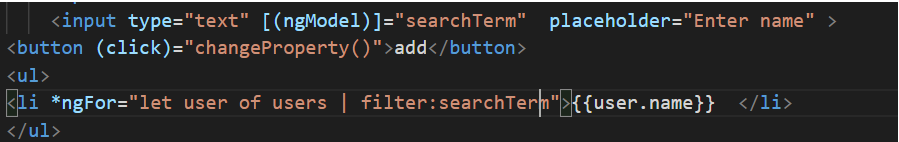 <input type="text" [(ngModel)]="searchTerm"  placeholder="Enter name" >
<button (click)="changeProperty()">add</button>
<ul>
<li *ngFor="let user of users | filter:searchTerm">{{user.name}}  </li>
</ul>